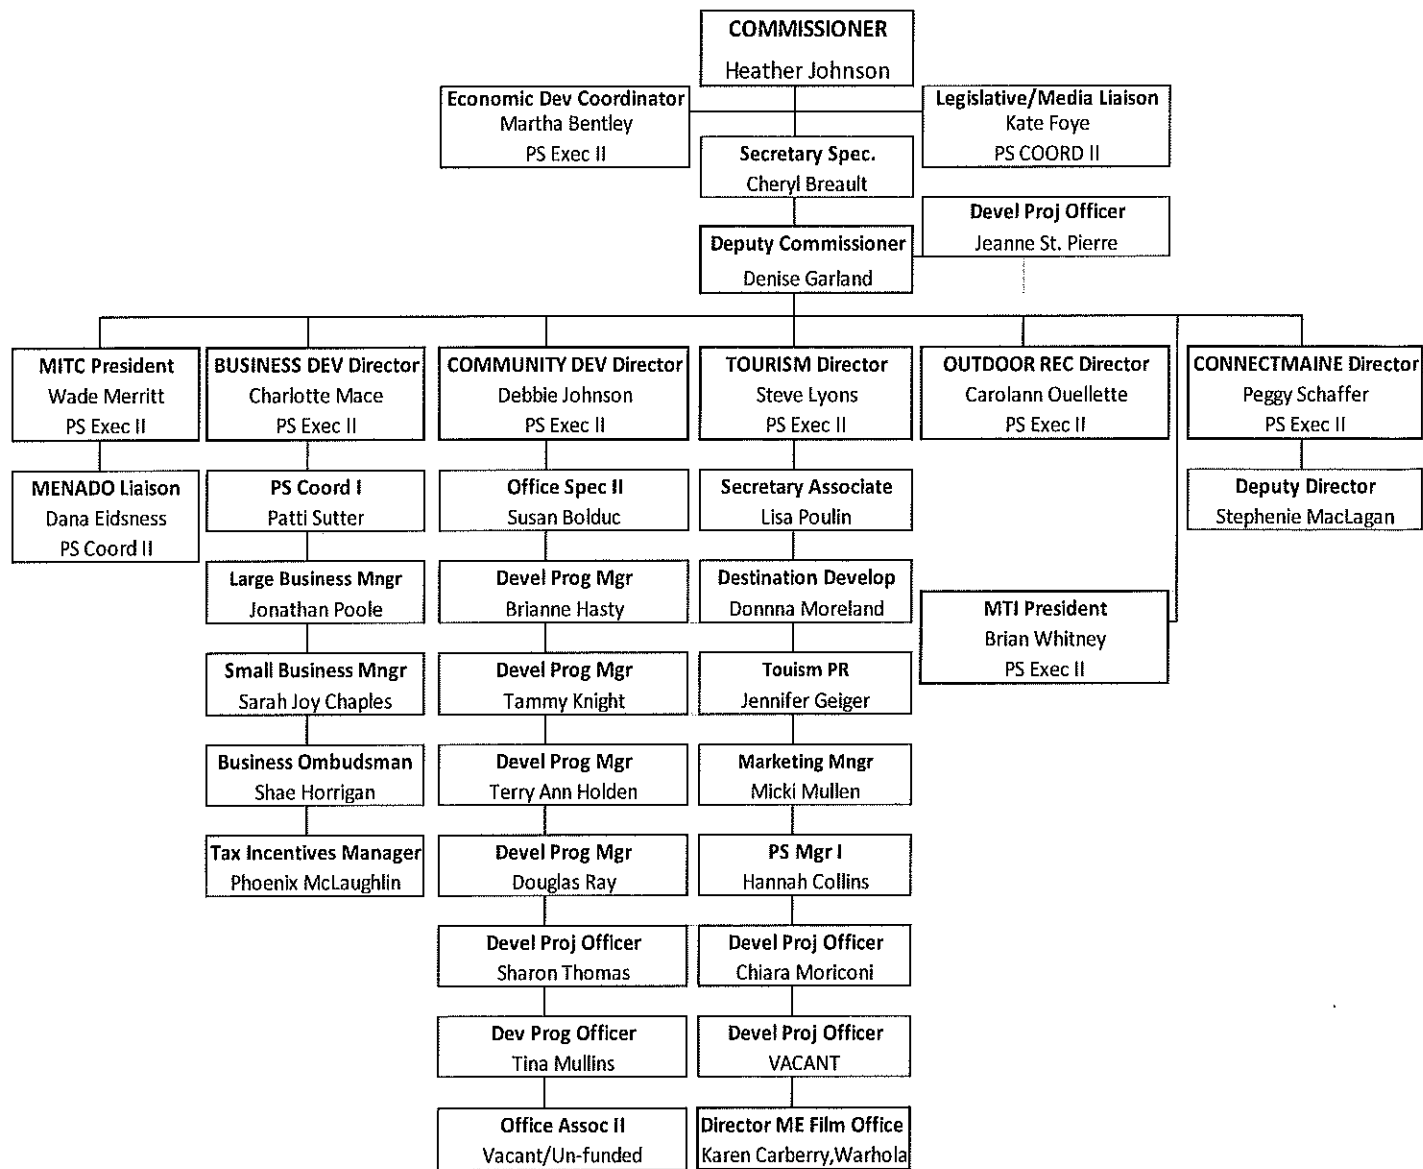 COMMISSIONER
Heather Johnson
Economic Dev Coordinator
Martha Bentley
PS Exec II
Legislative/Media Liaison
Kate Foye
PS COORD II
Secretary Spec.
Cheryl Breault
Devel Proj Officer
Jeanne St. Pierre
Deputy Commissioner
Denise Garland
MITC President
Wade Merritt
PS Exec II
BUSINESS DEV Director
Charlotte Mace
PS Exec II
COMMUNITY DEV Director
Debbie Johnson
PS Exec II
TOURISM Director
Steve Lyons
PS Exec II
OUTDOOR REC Director
Carolann Ouellette
PS Exec II
CONNECTMAINE Director
Peggy Schaffer
PS Exec II
MENADO Liaison
Dana Eidsness
PS Coord II
PS Coord I
Patti Sutter
Office Spec II
Susan Bolduc
Secretary Associate
Lisa Poulin
Deputy Director
Stephenie MacLagan
Large Business Mngr
Jonathan Poole
Devel Prog Mgr
Brianne Hasty
Destination Develop
Donnna Moreland
MTI President
Brian Whitney
PS Exec II
Small Business Mngr
Sarah Joy Chaples
Devel Prog Mgr
Tammy Knight
Touism PR
Jennifer Geiger
Business Ombudsman
Shae Horrigan
Devel Prog Mgr
Terry Ann Holden
Marketing Mngr
Micki Mullen
Tax Incentives Manager
Phoenix McLaughlin
Devel Prog Mgr
Douglas Ray
PS Mgr I
Hannah Collins
Devel Proj Officer
Sharon Thomas
Devel Proj Officer
Chiara Moriconi
Dev Prog Officer
Tina Mullins
Devel Proj Officer
VACANT
Office Assoc II
Vacant/Un-funded
Director ME Film Office
Karen Carberry,Warhola